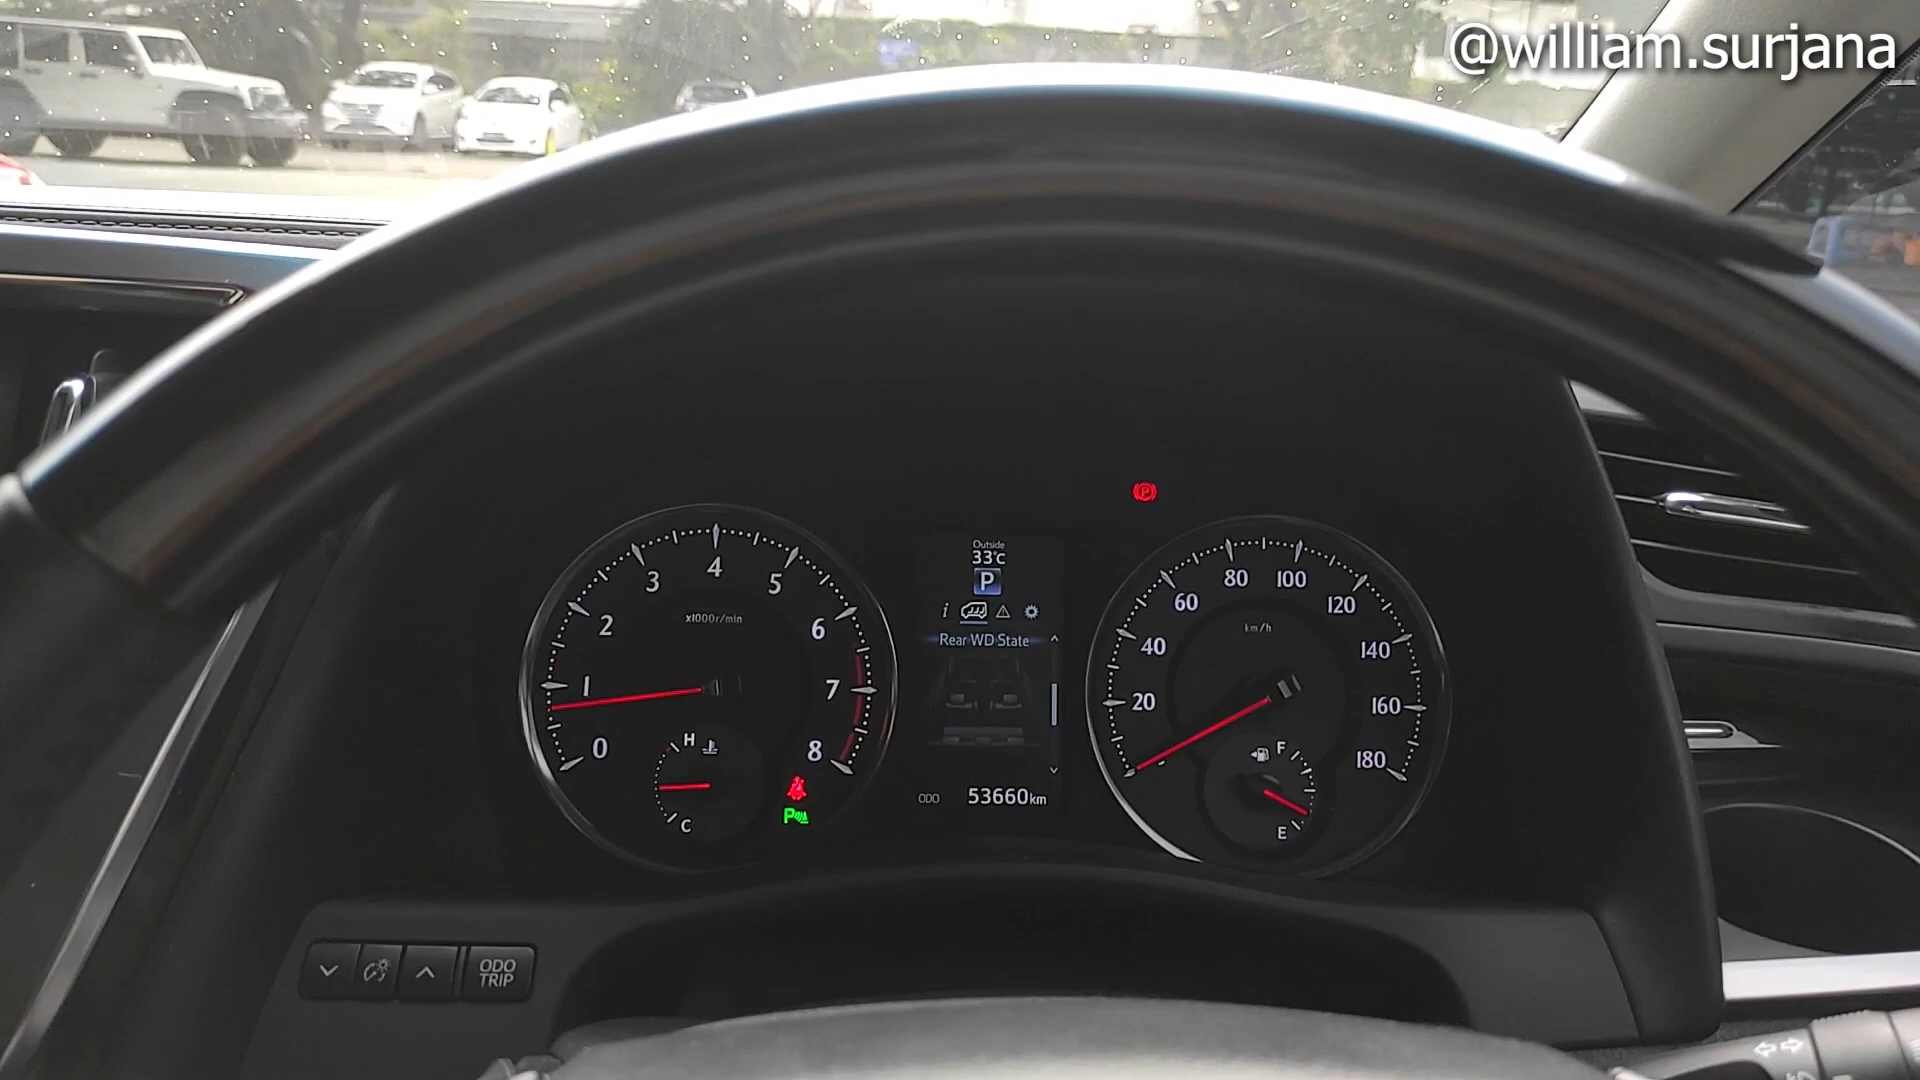 @william.surjana
Outside
33°C
P
i
Rear WD State
ODO 53660km
P
0
1
2
3
4
5
6
7
8
x1000r/min
H
C
P
20
40
60
80
100
120
140
160
180
km/h
F
E
ODO
TRIP